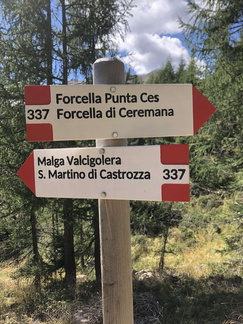 337
Forcella Punta Ces
Forcella di Ceremana
Malga Valcigolera
S. Martino di Castrozza
337